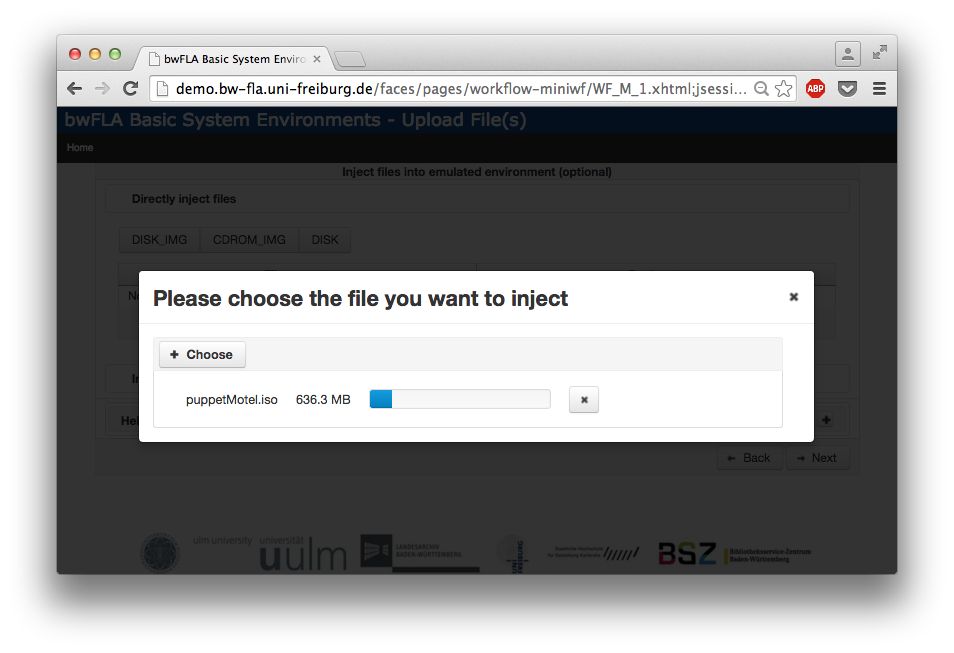 bwFLA Basic System Enviro
demo.bw-fla.uni-freiburg.de/faces/pages/workflow-miniwf/WF_M_1.xhtml;jsessi...
ABP
bwFLA Basic System Environments - Upload File(s)
Home
Inject files into emulated environment (optional)
Directly inject files
DISK_IMG CDROM_IMG DISK
Please choose the file you want to inject
Choose
puppetMotel.iso 636.3 MB
Back Next
ulm university universität
uulm
LANDESARCHIV
BADEN-WÜRTTEMBERG
UNI
FREIBURG
BSZ
Bibliotheksservice-Zentrum
Baden-Württemberg